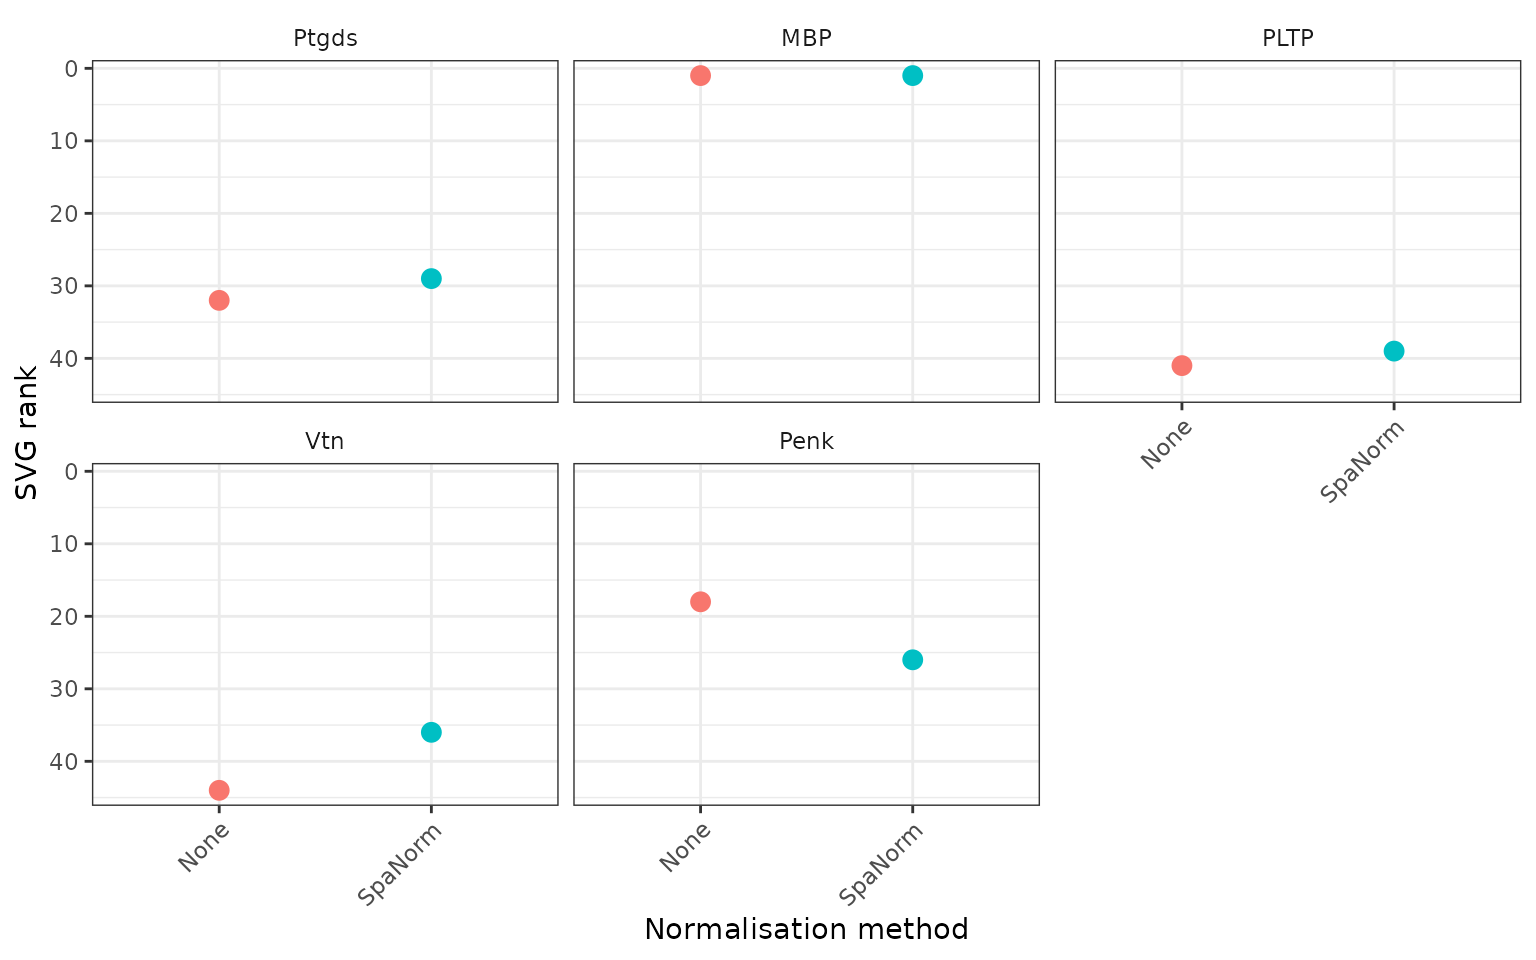 Ptgds MBP PLTP
0
10
20
30
40
None SpaNorm
Vtn Penk
0
10
20
30
40
None SpaNorm None SpaNorm
SVG rank
Normalisation method